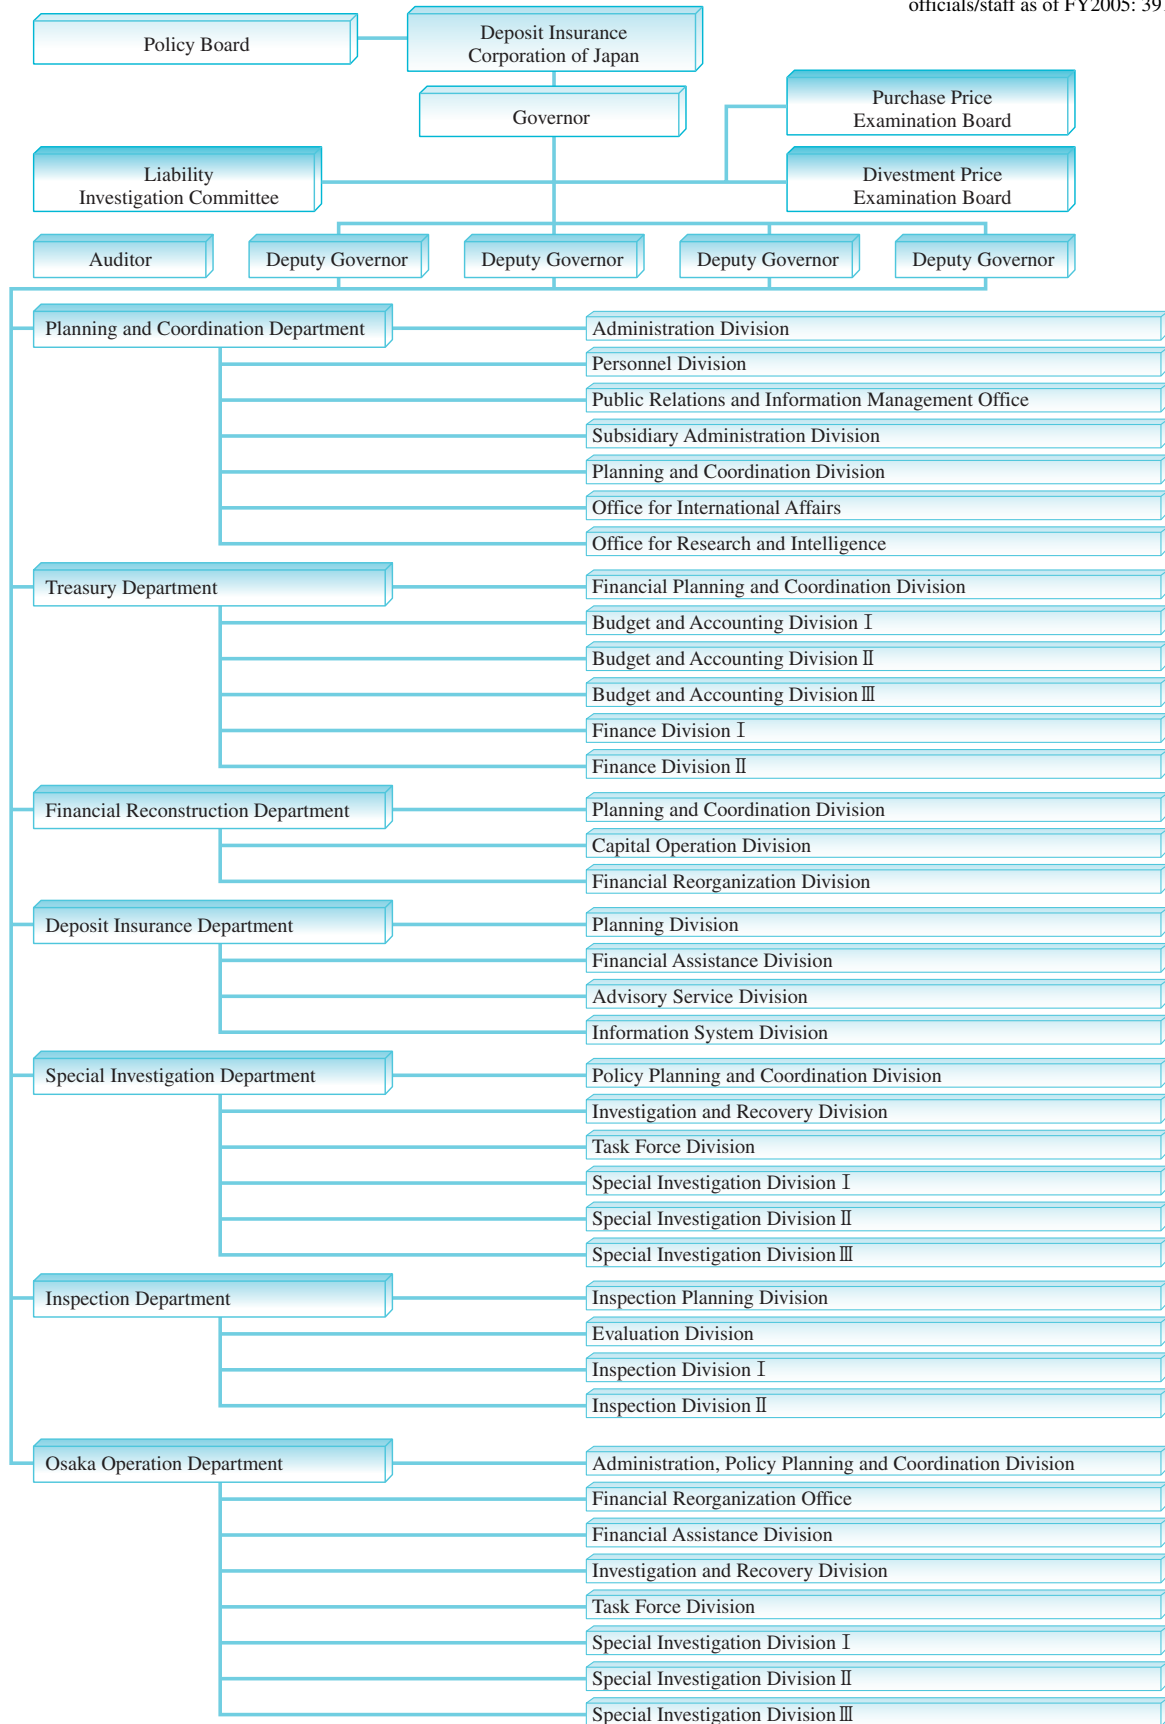 officials/staff as of FY2005:
Policy Board
Deposit Insurance
Corporation of Japan
Governor
Purchase Price
Examination Board
Liability
Investigation Committee
Divestment Price
Examination Board
Auditor
Deputy Governor
Deputy Governor
Deputy Governor
Deputy Governor
Planning and Coordination Department
Administration Division
Personnel Division
Public Relations and Information Management Office
Subsidiary Administration Division
Planning and Coordination Division
Office for International Affairs
Office for Research and Intelligence
Treasury Department
Financial Planning and Coordination Division
Budget and Accounting Division Ⅰ
Budget and Accounting Division Ⅱ
Budget and Accounting Division Ⅲ
Finance Division Ⅰ
Finance Division Ⅱ
Financial Reconstruction Department
Planning and Coordination Division
Capital Operation Division
Financial Reorganization Division
Deposit Insurance Department
Planning Division
Financial Assistance Division
Advisory Service Division
Information System Division
Special Investigation Department
Policy Planning and Coordination Division
Investigation and Recovery Division
Task Force Division
Special Investigation Division Ⅰ
Special Investigation Division Ⅱ
Special Investigation Division Ⅲ
Inspection Department
Inspection Planning Division
Evaluation Division
Inspection Division Ⅰ
Inspection Division Ⅱ
Osaka Operation Department
Administration, Policy Planning and Coordination Division
Financial Reorganization Office
Financial Assistance Division
Investigation and Recovery Division
Task Force Division
Special Investigation Division Ⅰ
Special Investigation Division Ⅱ
Special Investigation Division Ⅲ